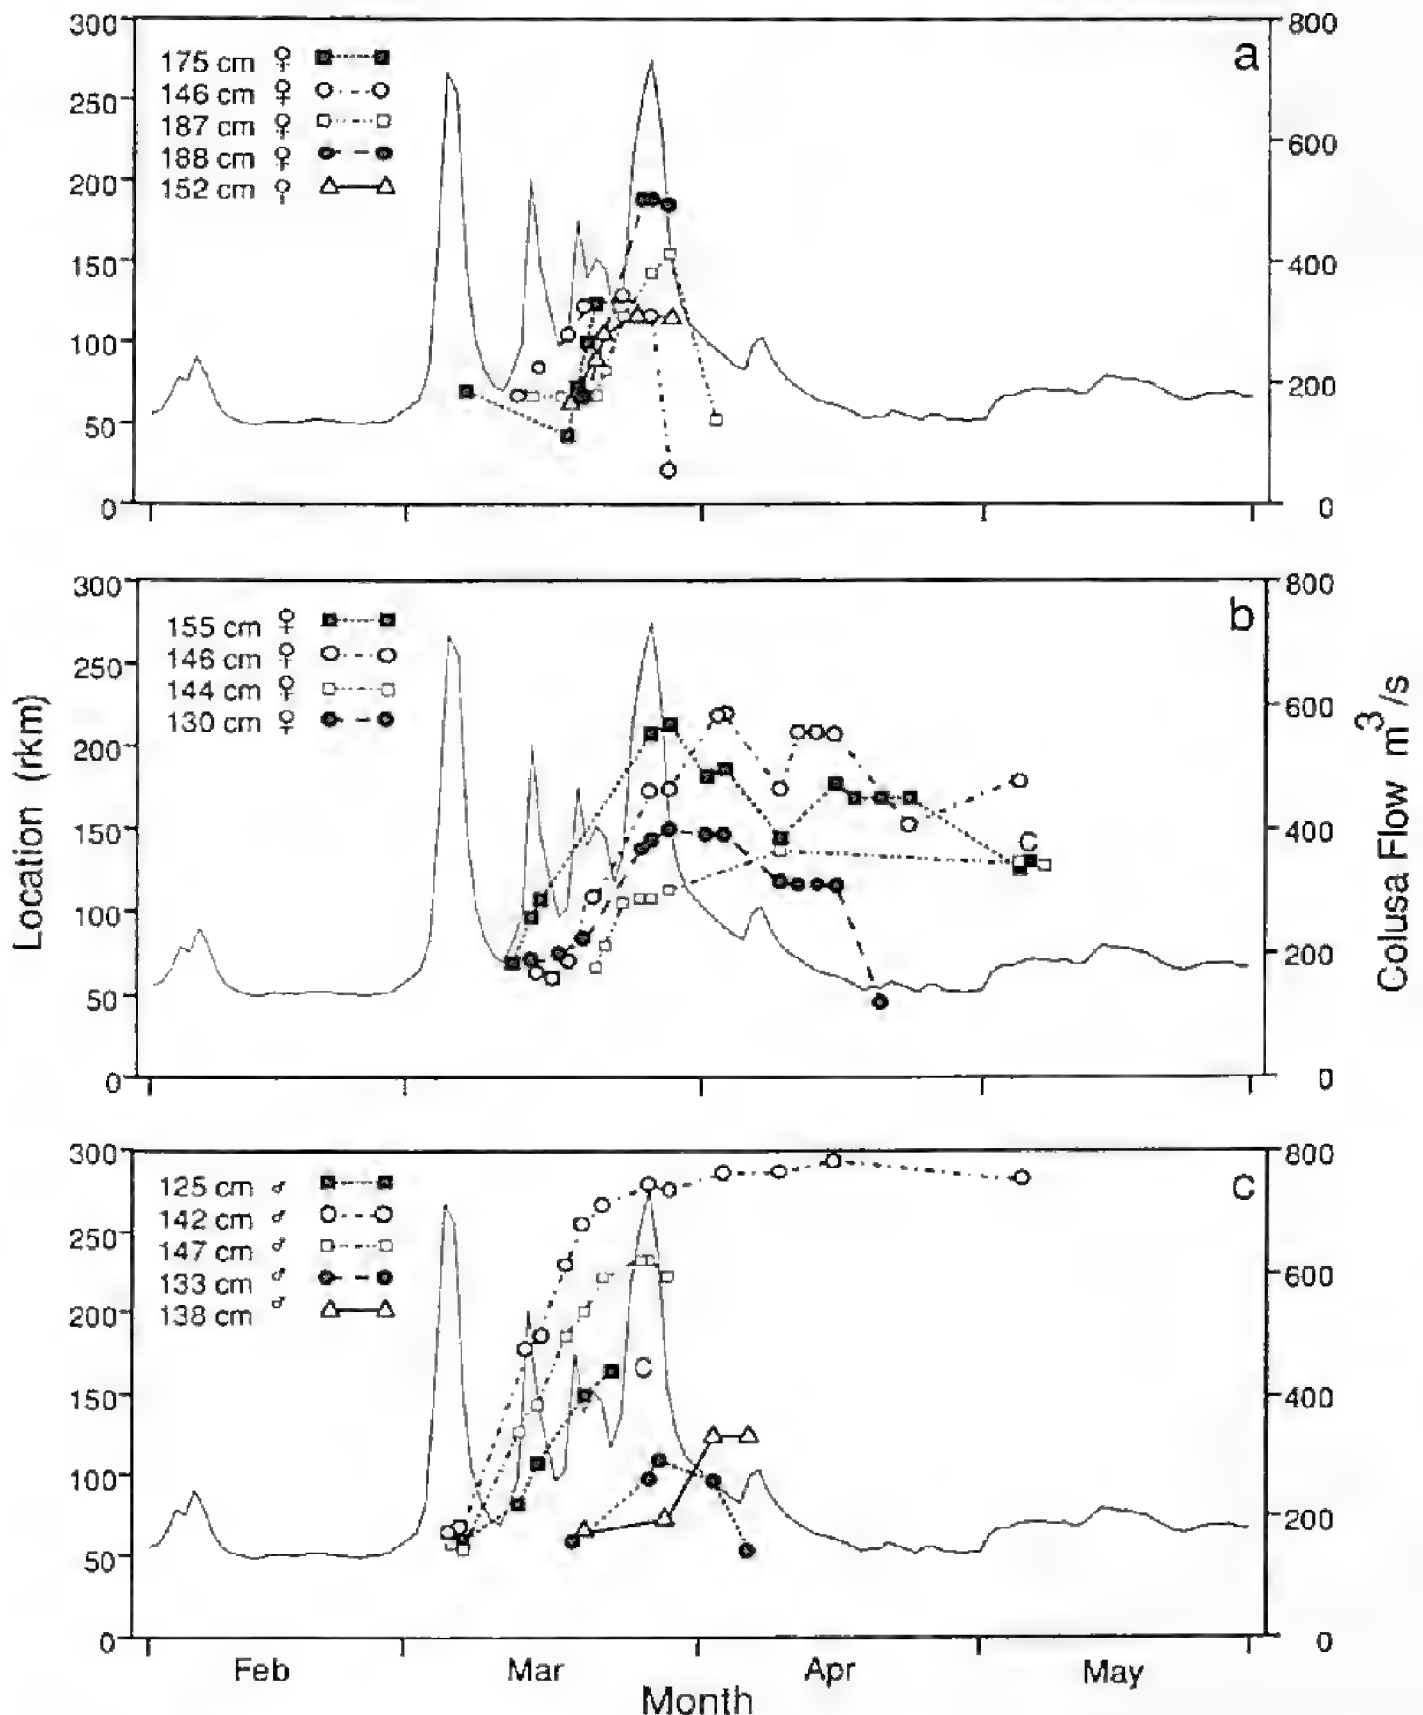 300
250
200
150
100
50
0
800
600
400
200
0
a
175 cm ♀
146 cm ♀
187 cm ♀
188 cm ♀
152 cm ♀
300
250
200
150
100
50
0
800
600
400
200
0
b
155 cm ♀
146 cm ♀
144 cm ♀
130 cm ♀
C
Location (rkm)
Colusa Flow m³/s
300
250
200
150
100
50
0
800
600
400
200
0
C
125 cm ♂
142 cm ♂
147 cm ♂
133 cm ♂
138 cm ♂
C
Feb Mar Apr May
Month